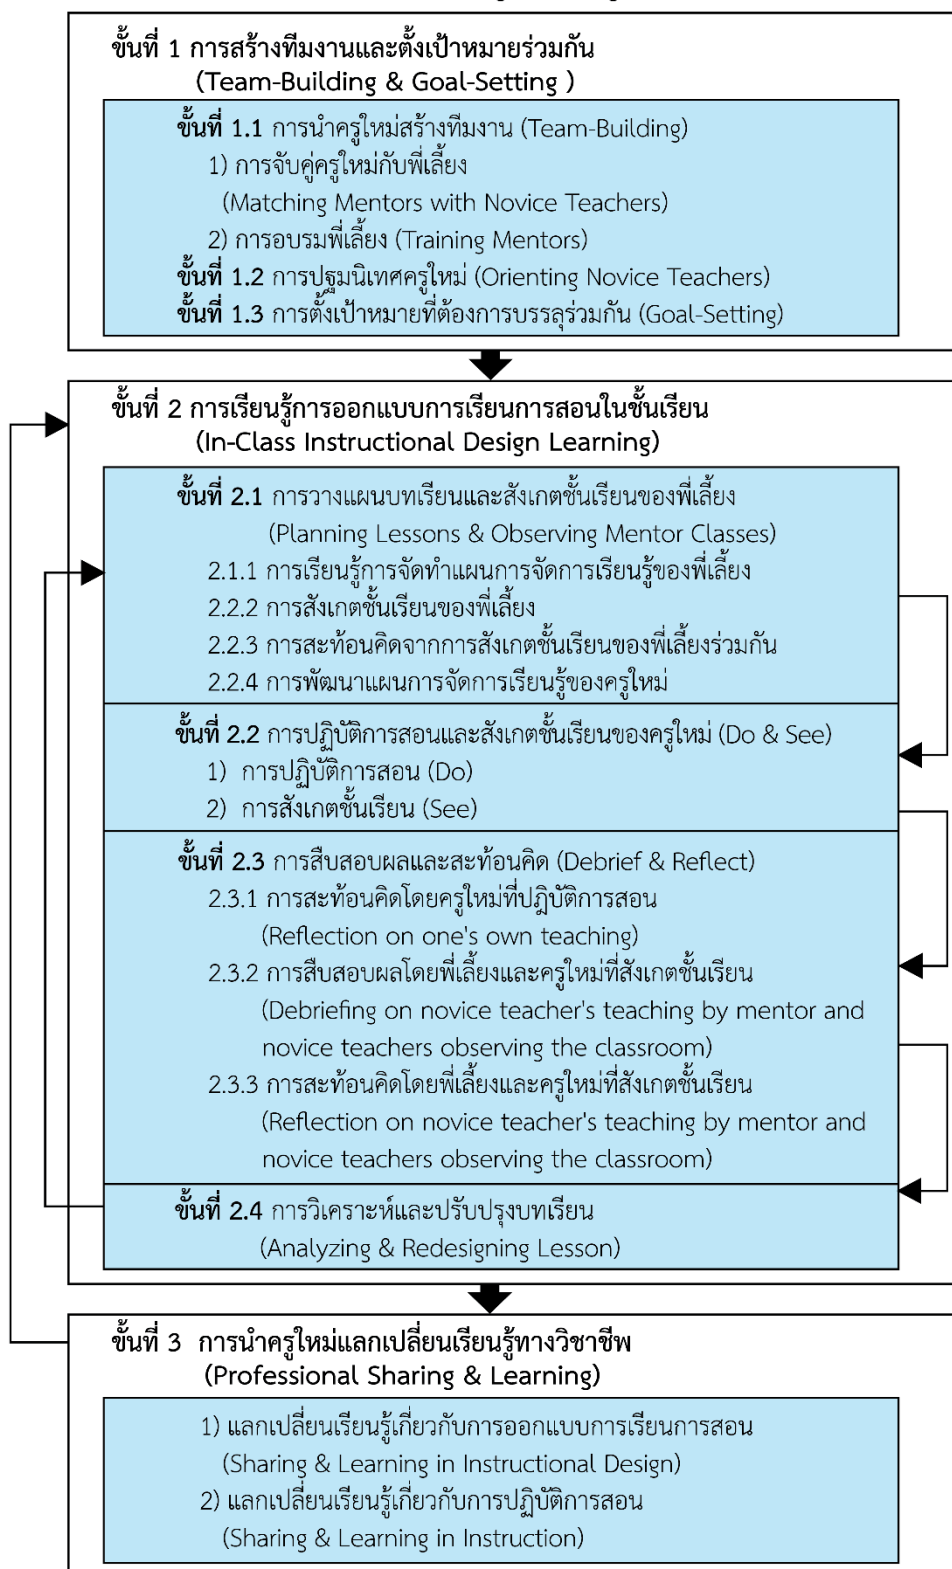 ขั้นที่ 1 การสร้างทีมงานและตั้งเป้าหมายร่วมกัน
(Team-Building & Goal-Setting )
ขั้นที่ 1.1 การนำครูใหม่สร้างทีมงาน (Team-Building)
1) การจับคู่ครูใหม่กับพี่เลี้ยง
(Matching Mentors with Novice Teachers)
2) การอบรมพี่เลี้ยง (Training Mentors)
ขั้นที่ 1.2 การปฐมนิเทศครูใหม่ (Orienting Novice Teachers)
ขั้นที่ 1.3 การตั้งเป้าหมายที่ต้องการบรรลุร่วมกัน (Goal-Setting)
ขั้นที่ 2 การเรียนรู้การออกแบบการเรียนการสอนในชั้นเรียน
(In-Class Instructional Design Learning)
ขั้นที่ 2.1 การวางแผนบทเรียนและสังเกตชั้นเรียนของพี่เลี้ยง
(Planning Lessons & Observing Mentor Classes)
2.1.1 การเรียนรู้การจัดทำแผนการจัดการเรียนรู้ของพี่เลี้ยง
2.2.2 การสังเกตชั้นเรียนของพี่เลี้ยง
2.2.3 การสะท้อนคิดจากการสังเกตชั้นเรียนของพี่เลี้ยงร่วมกัน
2.2.4 การพัฒนาแผนการจัดการเรียนรู้ของครูใหม่
ขั้นที่ 2.2 การปฏิบัติการสอนและสังเกตชั้นเรียนของครูใหม่ (Do & See)
1) การปฏิบัติการสอน (Do)
2) การสังเกตชั้นเรียน (See)
ขั้นที่ 2.3 การสืบสอบผลและสะท้อนคิด (Debrief & Reflect)
2.3.1 การสะท้อนคิดโดยครูใหม่ที่ปฎิบัติการสอน
(Reflection on one's own teaching)
2.3.2 การสืบสอบผลโดยพี่เลี้ยงและครูใหม่ที่สังเกตชั้นเรียน
(Debriefing on novice teacher's teaching by mentor and
novice teachers observing the classroom)
2.3.3 การสะท้อนคิดโดยพี่เลี้ยงและครูใหม่ที่สังเกตชั้นเรียน
(Reflection on novice teacher's teaching by mentor and
novice teachers observing the classroom)
ขั้นที่ 2.4 การวิเคราะห์และปรับปรุงบทเรียน
(Analyzing & Redesigning Lesson)
ขั้นที่ 3 การนำครูใหม่แลกเปลี่ยนเรียนรู้ทางวิชาชีพ
(Professional Sharing & Learning)
1) แลกเปลี่ยนเรียนรู้เกี่ยวกับการออกแบบการเรียนการสอน
(Sharing & Learning in Instructional Design)
2) แลกเปลี่ยนเรียนรู้เกี่ยวกับการปฏิบัติการสอน
(Sharing & Learning in Instruction)